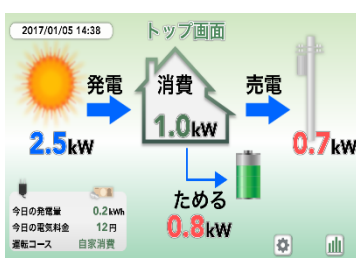 2017/01/05 14:38
トップ画面
発電
消費
売電
2.5kW
1.0kW
0.7kW
ためる
0.8kW
今日の発電量 0.2kWh
今日の電気料金 12円
運転コース 自家消費